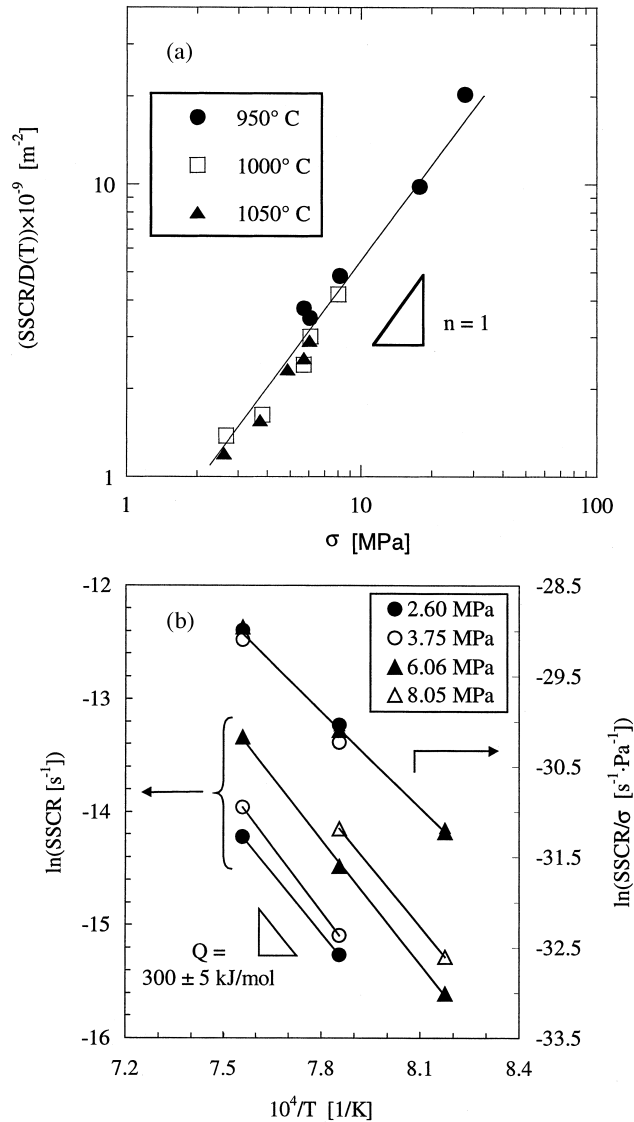 (a)
950° C
1000° C
1050° C
(SSCR/D(T))×10⁻⁹ [m⁻²]
10
1
n = 1
1
10
100
σ [MPa]
(b)
2.60 MPa
3.75 MPa
6.06 MPa
8.05 MPa
-12
-13
-14
-15
-16
ln(SSCR [s⁻¹])
-28.5
-29.5
-30.5
-31.5
-32.5
-33.5
ln(SSCR/σ [s⁻¹·Pa⁻¹])
Q =
300 ± 5 kJ/mol
7.2
7.5
7.8
8.1
8.4
10⁴/T [1/K]